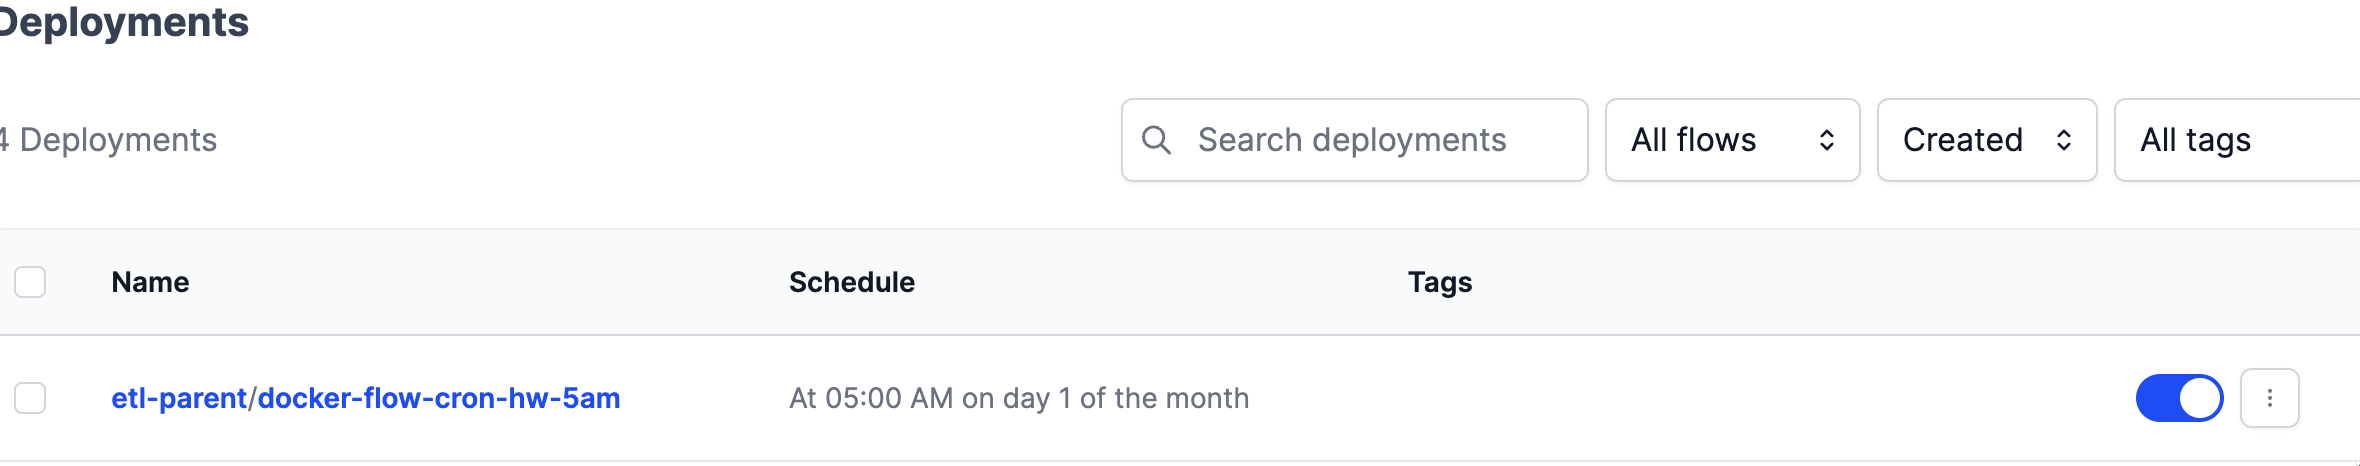 Deployments
4 Deployments
Search deployments
All flows
Created
All tags
Name
Schedule
Tags
etl-parent/docker-flow-cron-hw-5am
At 05:00 AM on day 1 of the month